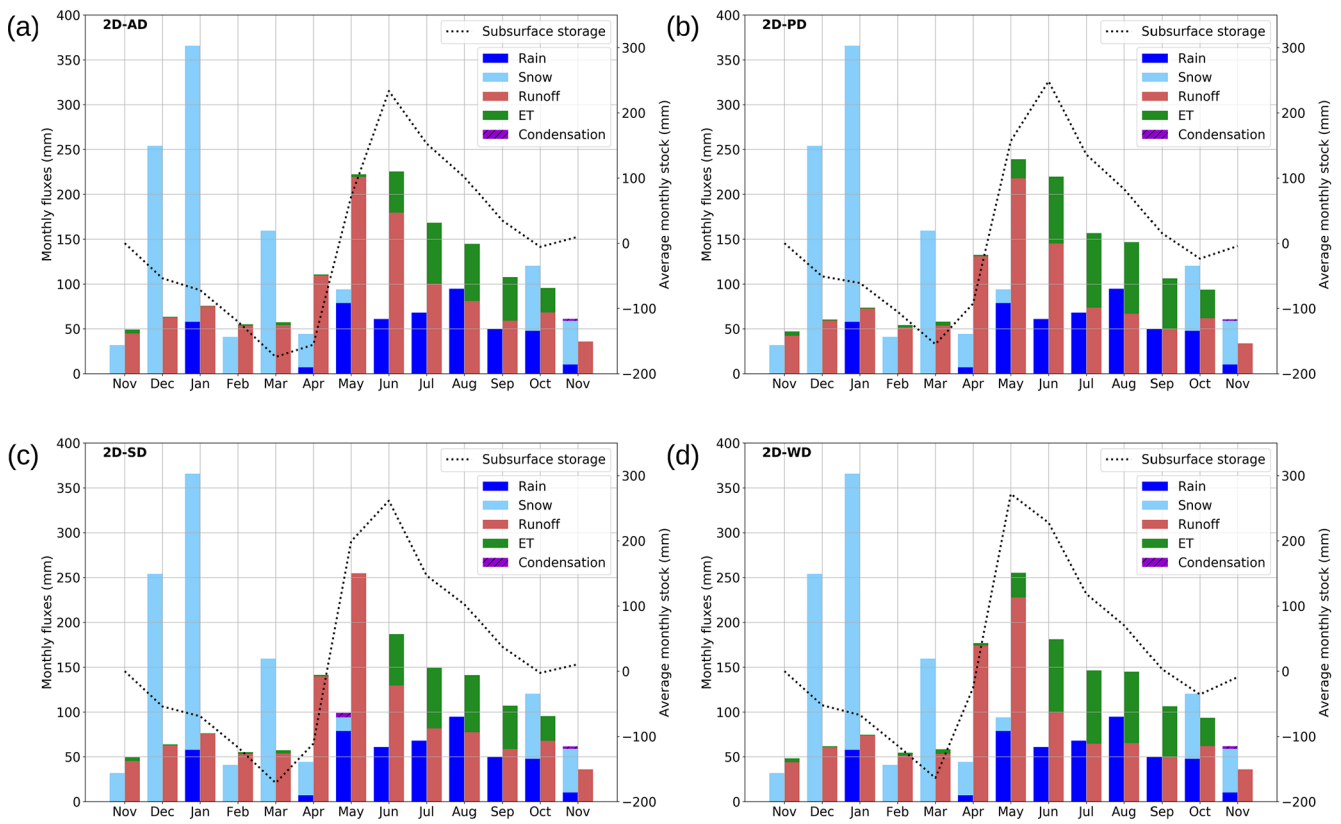 (a)
2D-AD
Subsurface storage
Rain
Snow
Runoff
ET
Condensation
Monthly fluxes (mm)
400
350
300
250
200
150
100
50
0
Average monthly stock (mm)
300
200
100
0
−100
−200
Nov Dec Jan Feb Mar Apr May Jun Jul Aug Sep Oct Nov
(b)
2D-PD
Subsurface storage
Rain
Snow
Runoff
ET
Condensation
Monthly fluxes (mm)
400
350
300
250
200
150
100
50
0
Average monthly stock (mm)
300
200
100
0
−100
−200
Nov Dec Jan Feb Mar Apr May Jun Jul Aug Sep Oct Nov
(c)
2D-SD
Subsurface storage
Rain
Snow
Runoff
ET
Condensation
Monthly fluxes (mm)
400
350
300
250
200
150
100
50
0
Average monthly stock (mm)
300
200
100
0
−100
−200
Nov Dec Jan Feb Mar Apr May Jun Jul Aug Sep Oct Nov
(d)
2D-WD
Subsurface storage
Rain
Snow
Runoff
ET
Condensation
Monthly fluxes (mm)
400
350
300
250
200
150
100
50
0
Average monthly stock (mm)
300
200
100
0
−100
−200
Nov Dec Jan Feb Mar Apr May Jun Jul Aug Sep Oct Nov